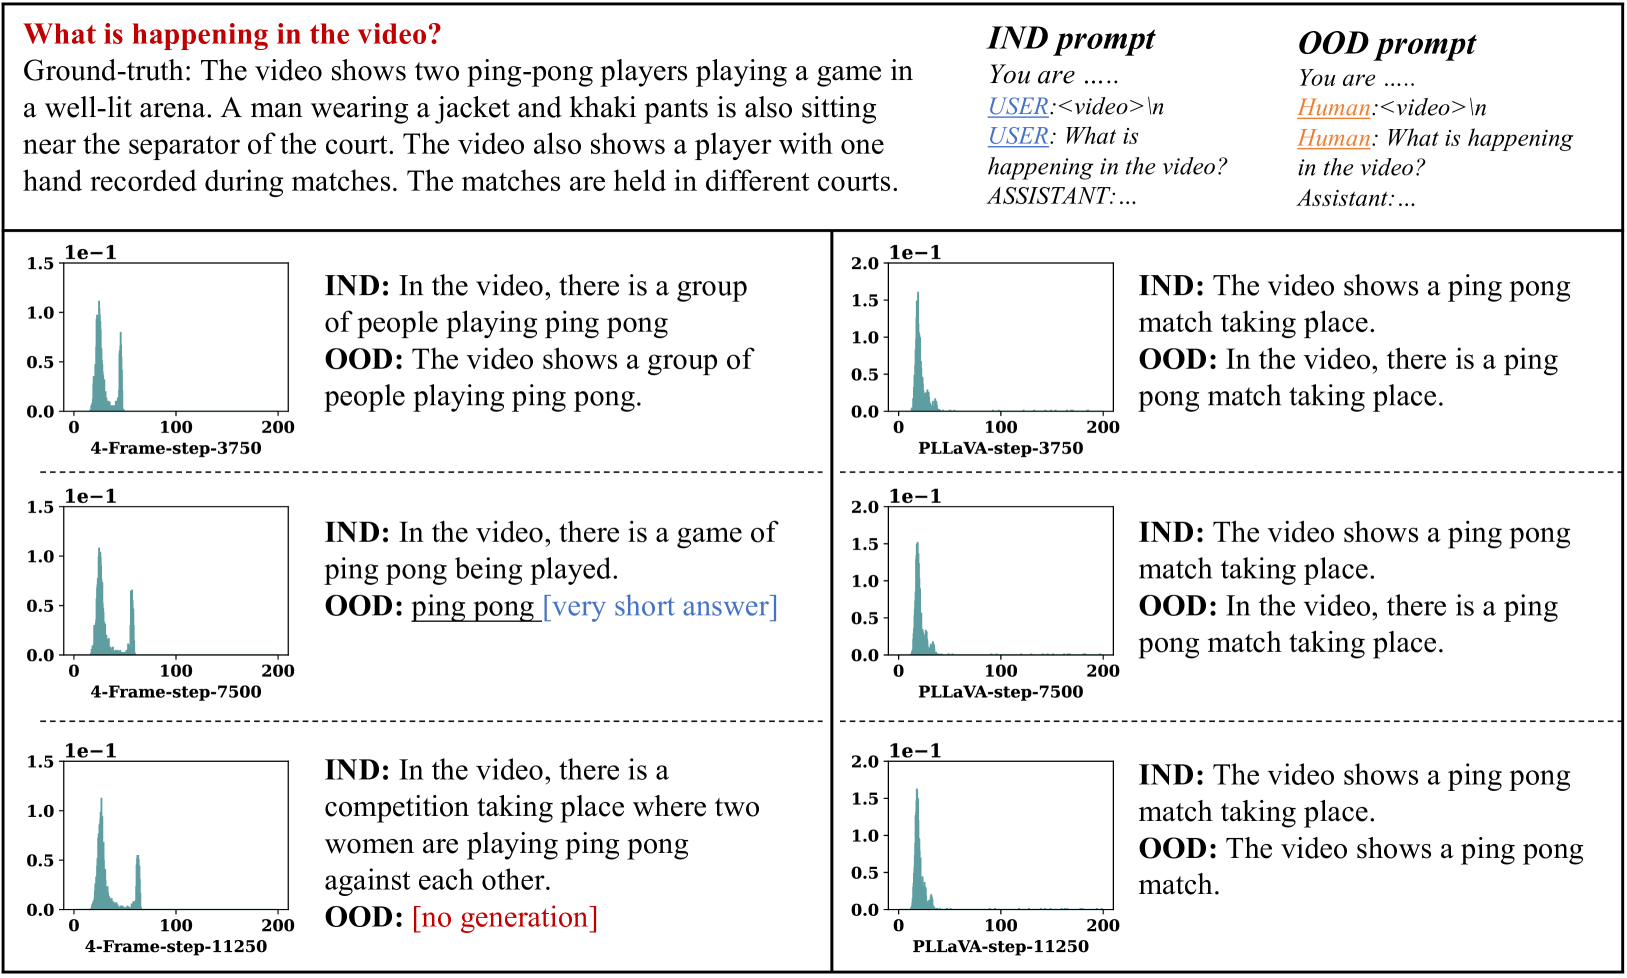 What is happening in the video?
Ground-truth: The video shows two ping-pong players playing a game in
a well-lit arena. A man wearing a jacket and khaki pants is also sitting
near the separator of the court. The video also shows a player with one
hand recorded during matches. The matches are held in different courts.
IND prompt
You are …..
USER:<video>\n
USER: What is
happening in the video?
ASSISTANT:…
OOD prompt
You are …..
Human:<video>\n
Human: What is happening
in the video?
Assistant:…
1e−1
1.5
1.0
0.5
0.0
0 100 200
4-Frame-step-3750
IND: In the video, there is a group
of people playing ping pong
OOD: The video shows a group of
people playing ping pong.
1e−1
2.0
1.5
1.0
0.5
0.0
0 100 200
PLLaVA-step-3750
IND: The video shows a ping pong
match taking place.
OOD: In the video, there is a ping
pong match taking place.
1e−1
1.5
1.0
0.5
0.0
0 100 200
4-Frame-step-7500
IND: In the video, there is a game of
ping pong being played.
OOD: ping pong [very short answer]
1e−1
2.0
1.5
1.0
0.5
0.0
0 100 200
PLLaVA-step-7500
IND: The video shows a ping pong
match taking place.
OOD: In the video, there is a ping
pong match taking place.
1e−1
1.5
1.0
0.5
0.0
0 100 200
4-Frame-step-11250
IND: In the video, there is a
competition taking place where two
women are playing ping pong
against each other.
OOD: [no generation]
1e−1
2.0
1.5
1.0
0.5
0.0
0 100 200
PLLaVA-step-11250
IND: The video shows a ping pong
match taking place.
OOD: The video shows a ping pong
match.